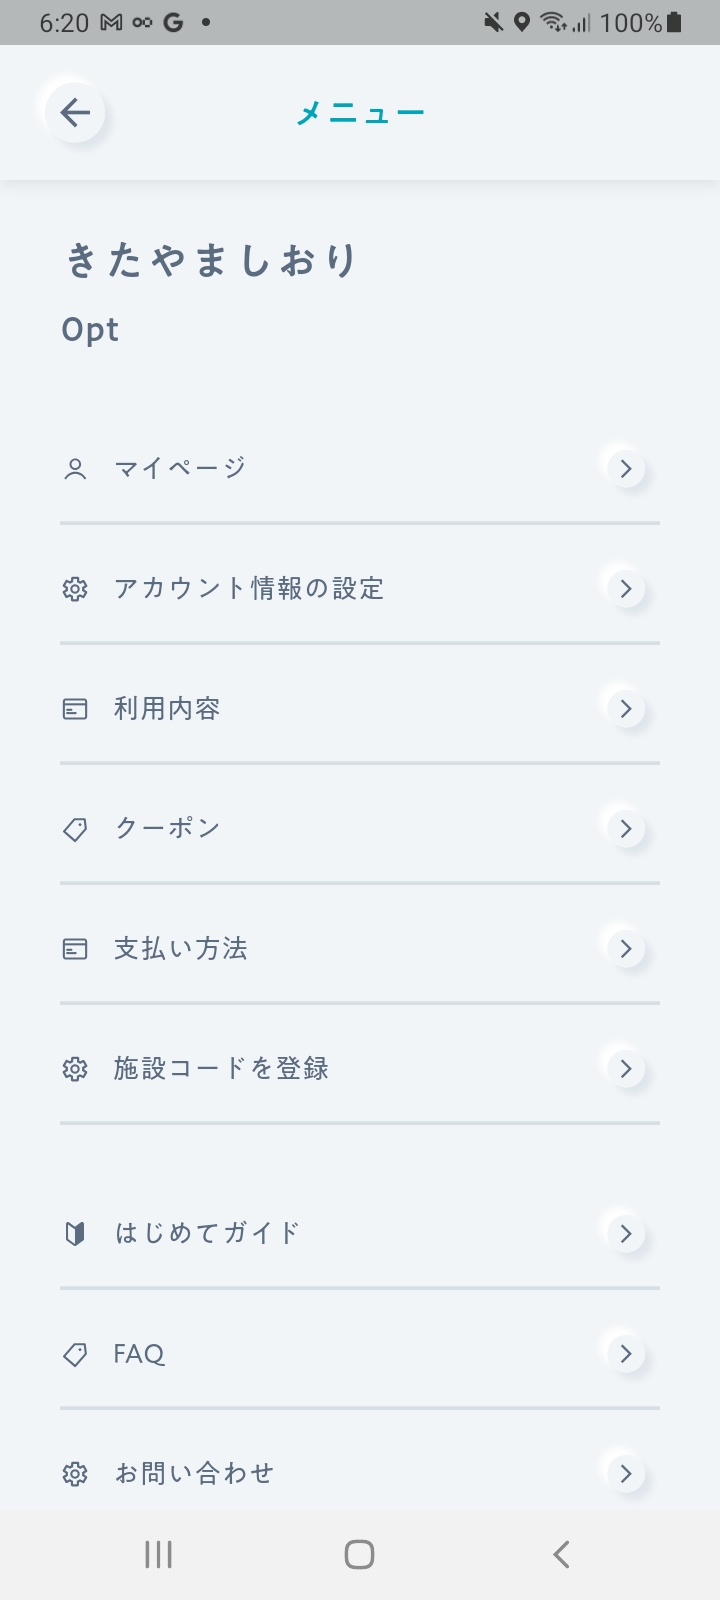 6:20
100%
メニュー
きたやましおり
Opt
マイページ
アカウント情報の設定
利用内容
クーポン
支払い方法
施設コードを登録
はじめてガイド
FAQ
お問い合わせ